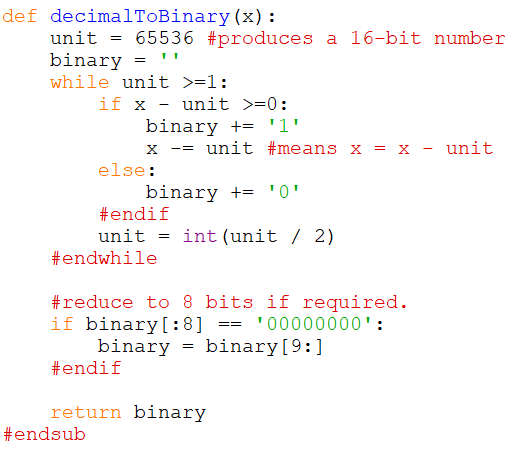 def decimalToBinary(x):
    unit = 65536 #produces a 16-bit number
    binary = ''
    while unit >=1:
        if x - unit >=0:
            binary += '1'
            x -= unit #means x = x - unit
        else:
            binary += '0'
        #endif
        unit = int(unit / 2)
    #endwhile

    #reduce to 8 bits if required.
    if binary[:8] == '00000000':
        binary = binary[9:]
    #endif

    return binary
#endsub